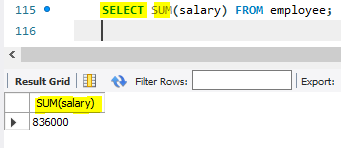 115 SELECT SUM(salary) FROM employee;
116
Result Grid Filter Rows: Export:
SUM(salary)
836000